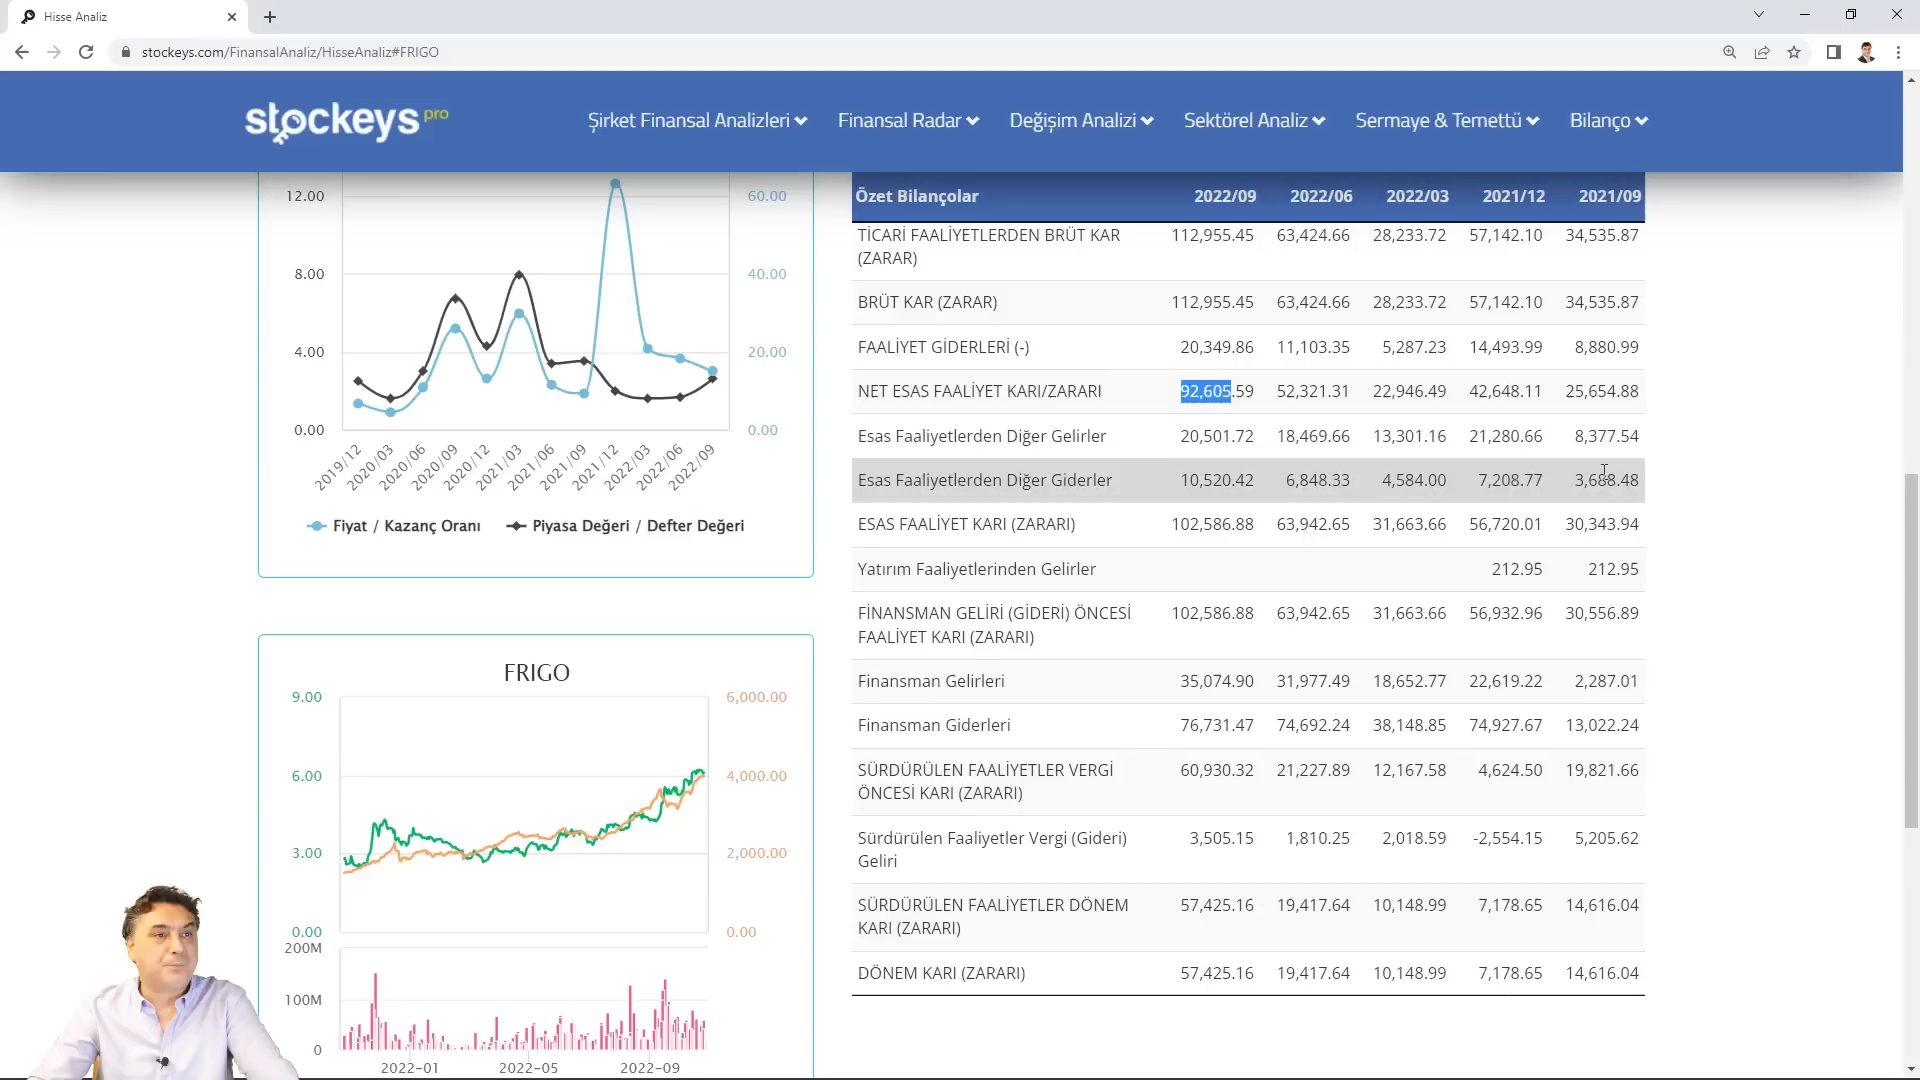 Hisse Analiz
stockeys.com/FinansalAnaliz/HisseAnaliz#FRIGO
stockeys pro
Şirket Finansal Analizleri
Finansal Radar
Değişim Analizi
Sektörel Analiz
Sermaye & Temettü
Bilanço
12.00 60.00
8.00 40.00
4.00 20.00
0.00 0.00
2019/12 2020/03 2020/06 2020/09 2020/12 2021/03 2021/06 2021/09 2021/12 2022/03 2022/06 2022/09
Fiyat / Kazanç Oranı Piyasa Değeri / Defter Değeri
FRIGO
9.00 6,000.00
6.00 4,000.00
3.00 2,000.00
0.00 0.00
200M
100M
0
2022-01 2022-05 2022-09
Özet Bilançolar 2022/09 2022/06 2022/03 2021/12 2021/09
TİCARİ FAALİYETLERDEN BRÜT KAR 112,955.45 63,424.66 28,233.72 57,142.10 34,535.87
(ZARAR)
BRÜT KAR (ZARAR) 112,955.45 63,424.66 28,233.72 57,142.10 34,535.87
FAALİYET GİDERLERİ (-) 20,349.86 11,103.35 5,287.23 14,493.99 8,880.99
NET ESAS FAALİYET KARI/ZARARI 92,605.59 52,321.31 22,946.49 42,648.11 25,654.88
Esas Faaliyetlerden Diğer Gelirler 20,501.72 18,469.66 13,301.16 21,280.66 8,377.54
Esas Faaliyetlerden Diğer Giderler 10,520.42 6,848.33 4,584.00 7,208.77 3,688.48
ESAS FAALİYET KARI (ZARARI) 102,586.88 63,942.65 31,663.66 56,720.01 30,343.94
Yatırım Faaliyetlerinden Gelirler 212.95 212.95
FİNANSMAN GELİRİ (GİDERİ) ÖNCESİ 102,586.88 63,942.65 31,663.66 56,932.96 30,556.89
FAALİYET KARI (ZARARI)
Finansman Gelirleri 35,074.90 31,977.49 18,652.77 22,619.22 2,287.01
Finansman Giderleri 76,731.47 74,692.24 38,148.85 74,927.67 13,022.24
SÜRDÜRÜLEN FAALİYETLER VERGİ 60,930.32 21,227.89 12,167.58 4,624.50 19,821.66
ÖNCESİ KARI (ZARARI)
Sürdürülen Faaliyetler Vergi (Gideri) 3,505.15 1,810.25 2,018.59 -2,554.15 5,205.62
Geliri
SÜRDÜRÜLEN FAALİYETLER DÖNEM 57,425.16 19,417.64 10,148.99 7,178.65 14,616.04
KARI (ZARARI)
DÖNEM KARI (ZARARI) 57,425.16 19,417.64 10,148.99 7,178.65 14,616.04